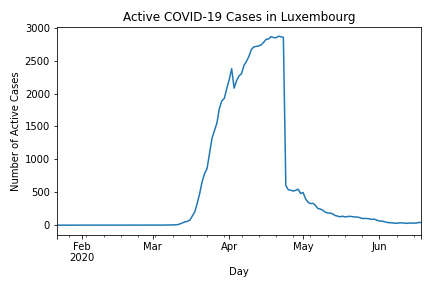 Active COVID-19 Cases in Luxembourg
3000
2500
2000
1500
1000
500
0
Number of Active Cases
Feb
2020
Mar
Apr
May
Jun
Day